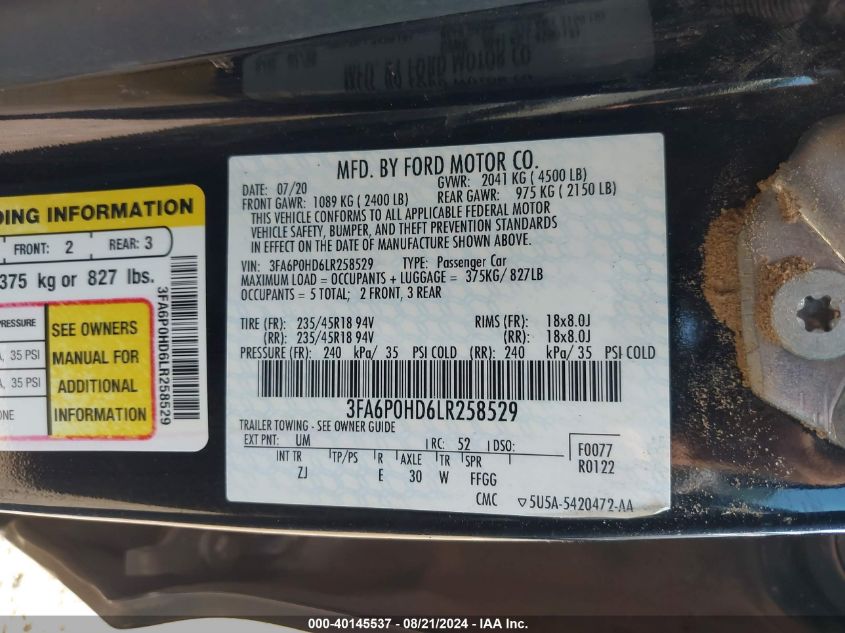 MFD. BY FORD MOTOR CO.
DATE: 07/20 GVWR: 2041 KG ( 4500 LB)
FRONT GAWR: 1089 KG ( 2400 LB) REAR GAWR: 975 KG ( 2150 LB)
THIS VEHICLE CONFORMS TO ALL APPLICABLE FEDERAL MOTOR
VEHICLE SAFETY, BUMPER, AND THEFT PREVENTION STANDARDS
IN EFFECT ON THE DATE OF MANUFACTURE SHOWN ABOVE.
VIN: 3FA6P0HD6LR258529 TYPE: Passenger Car
MAXIMUM LOAD = OCCUPANTS + LUGGAGE = 375KG/ 827LB
OCCUPANTS = 5 TOTAL; 2 FRONT, 3 REAR
TIRE (FR): 235/45R18 94V RIMS (FR): 18x8.0J
(RR): 235/45R18 94V (RR): 18x8.0J
PRESSURE (FR): 240 kPa/ 35 PSI COLD (RR): 240 kPa/ 35 PSI COLD
3FA6P0HD6LR258529
TRAILER TOWING - SEE OWNER GUIDE
EXT PNT: UM RC: 52 DSO: F0077
R0122
INT TR TP/PS R AXLE TR SPR
ZJ E 30 W FFGG
CMC ▽5U5A-5420472-AA
DING INFORMATION
FRONT: 2 REAR: 3
375 kg or 827 lbs.
PRESSURE
35 PSI
35 PSI
ONE
SEE OWNERS
MANUAL FOR
ADDITIONAL
INFORMATION
3FA6P0HD6LR258529
000-40145537 - 08/21/2024 - IAA Inc.